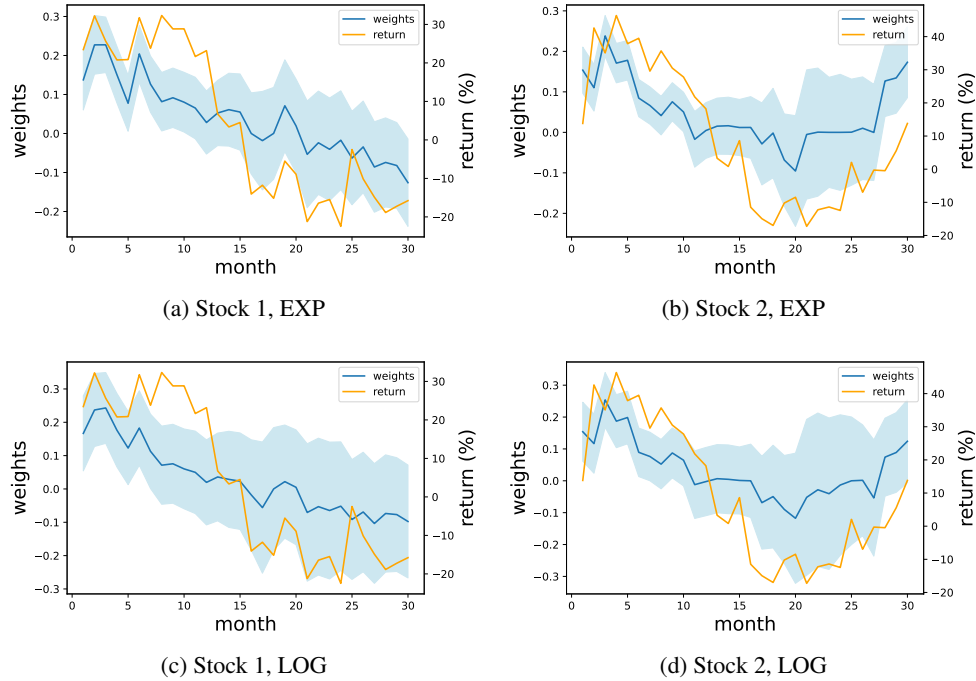 weights
return
0.3
0.2
0.1
0.0
−0.1
−0.2
30
20
10
0
−10
−20
weights
return (%)
0 5 10 15 20 25 30
month
(a) Stock 1, EXP
weights
return
0.3
0.2
0.1
0.0
−0.1
−0.2
40
30
20
10
0
−10
−20
weights
return (%)
0 5 10 15 20 25 30
month
(b) Stock 2, EXP
weights
return
0.3
0.2
0.1
0.0
−0.1
−0.2
−0.3
30
20
10
0
−10
−20
weights
return (%)
0 5 10 15 20 25 30
month
(c) Stock 1, LOG
weights
return
0.3
0.2
0.1
0.0
−0.1
−0.2
−0.3
40
30
20
10
0
−10
−20
weights
return (%)
0 5 10 15 20 25 30
month
(d) Stock 2, LOG